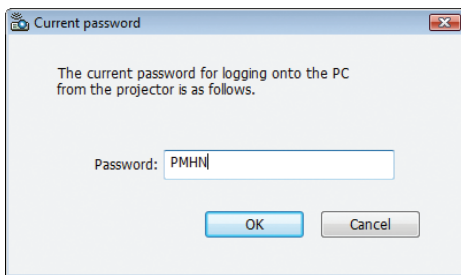 Current password
The current password for logging onto the PC
from the projector is as follows.
Password: PMHN
OK Cancel